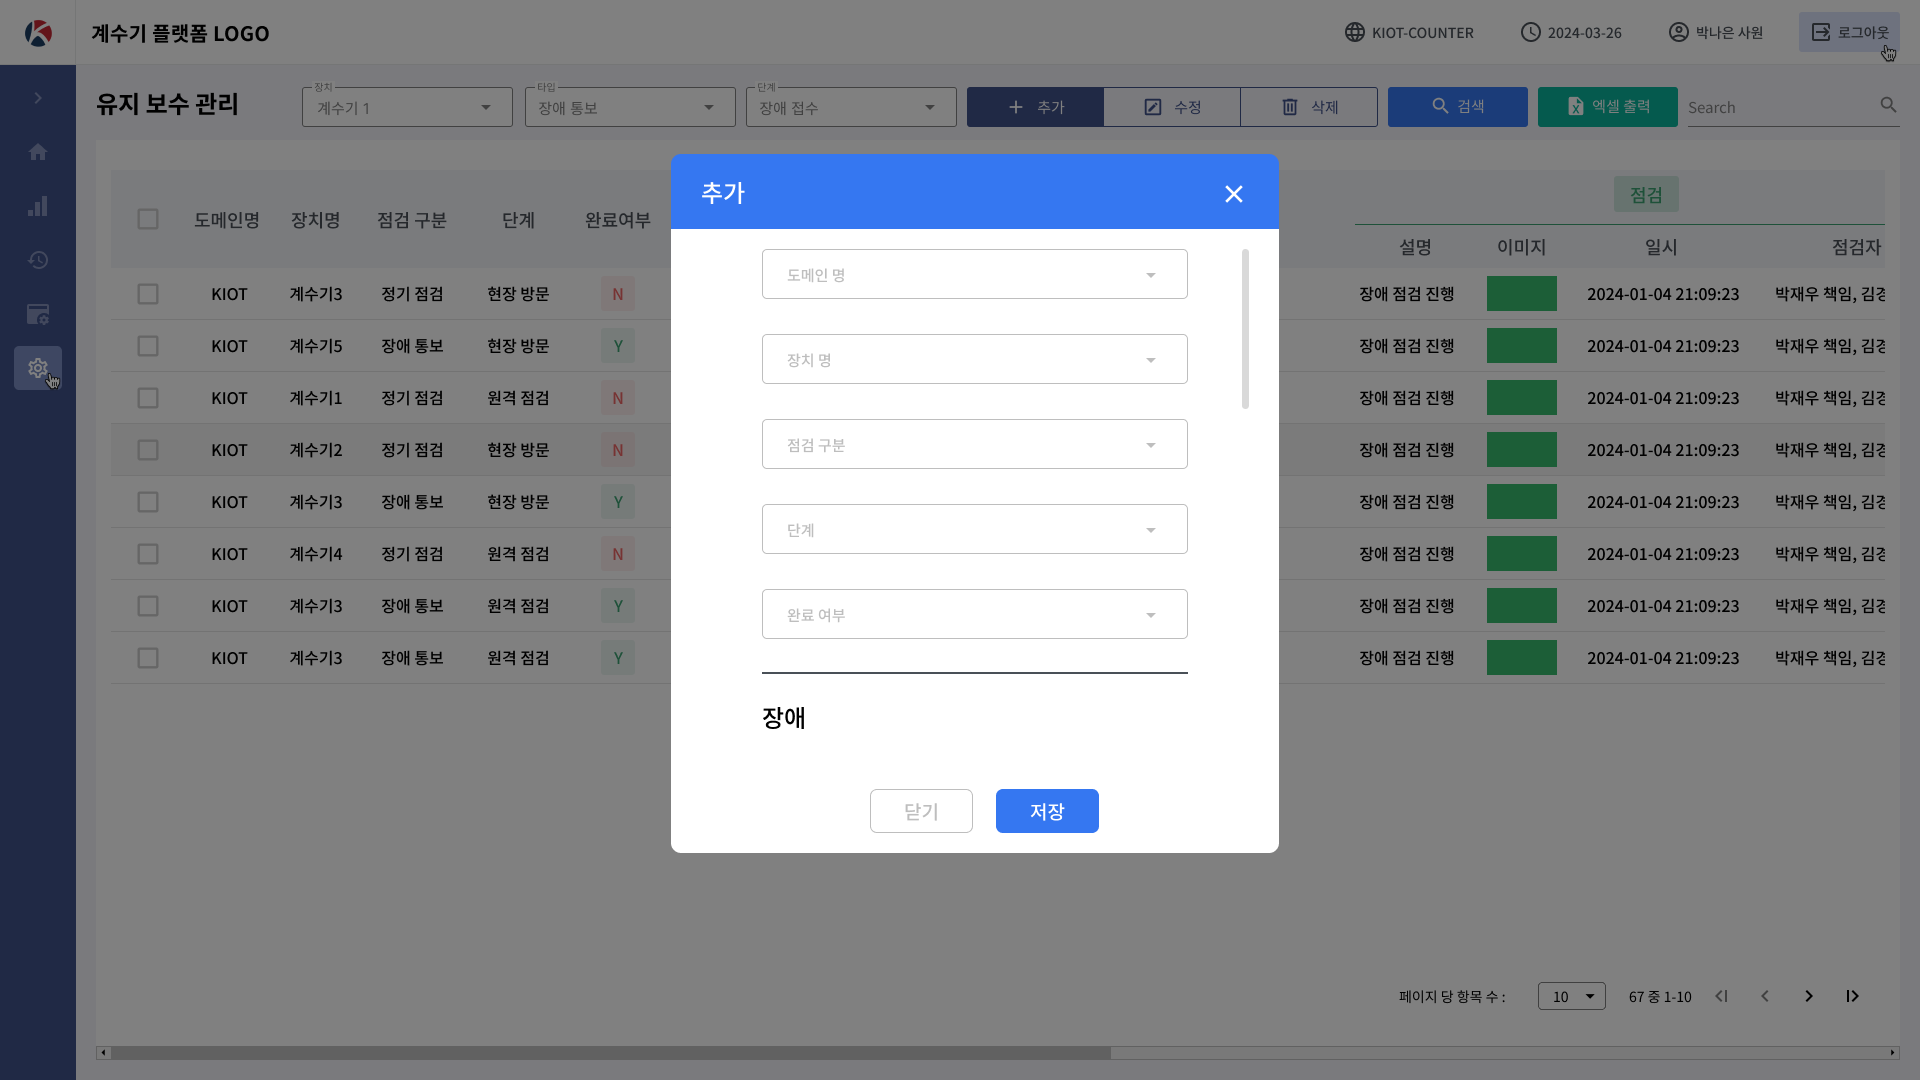 계수기 플랫폼 LOGO
KIOT-COUNTER
2024-03-26
박나은 사원
로그아웃
유지 보수 관리
장치
계수기 1
타입
장애 통보
단계
장애 접수
추가
수정
삭제
검색
엑셀 출력
Search
도메인명 장치명 점검 구분 단계 완료여부
점검
설명 이미지 일시 점검자
KIOT 계수기3 정기 점검 현장 방문 N 장애 점검 진행 2024-01-04 21:09:23 박재우 책임, 김경
KIOT 계수기5 장애 통보 현장 방문 Y 장애 점검 진행 2024-01-04 21:09:23 박재우 책임, 김경
KIOT 계수기1 정기 점검 원격 점검 N 장애 점검 진행 2024-01-04 21:09:23 박재우 책임, 김경
KIOT 계수기2 정기 점검 현장 방문 N 장애 점검 진행 2024-01-04 21:09:23 박재우 책임, 김경
KIOT 계수기3 장애 통보 현장 방문 Y 장애 점검 진행 2024-01-04 21:09:23 박재우 책임, 김경
KIOT 계수기4 정기 점검 원격 점검 N 장애 점검 진행 2024-01-04 21:09:23 박재우 책임, 김경
KIOT 계수기3 장애 통보 원격 점검 Y 장애 점검 진행 2024-01-04 21:09:23 박재우 책임, 김경
KIOT 계수기3 장애 통보 원격 점검 Y 장애 점검 진행 2024-01-04 21:09:23 박재우 책임, 김경
추가
도메인 명
장치 명
점검 구분
단계
완료 여부
장애
닫기
저장
페이지 당 항목 수 :
10
67 중 1-10